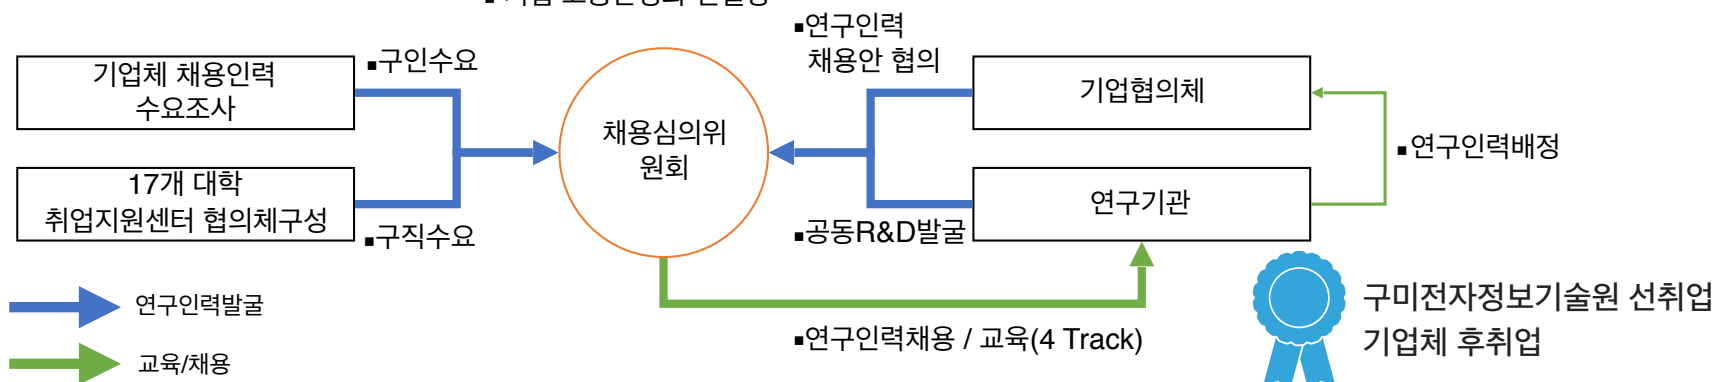 ▪연구인력
채용안 협의
기업체 채용인력
수요조사
▪구인수요
채용심의위
원회
기업협의체
▪연구인력배정
17개 대학
취업지원센터 협의체구성
▪구직수요
▪공동R&D발굴
연구기관
연구인력발굴
교육/채용
▪연구인력채용 / 교육(4 Track)
구미전자정보기술원 선취업
기업체 후취업